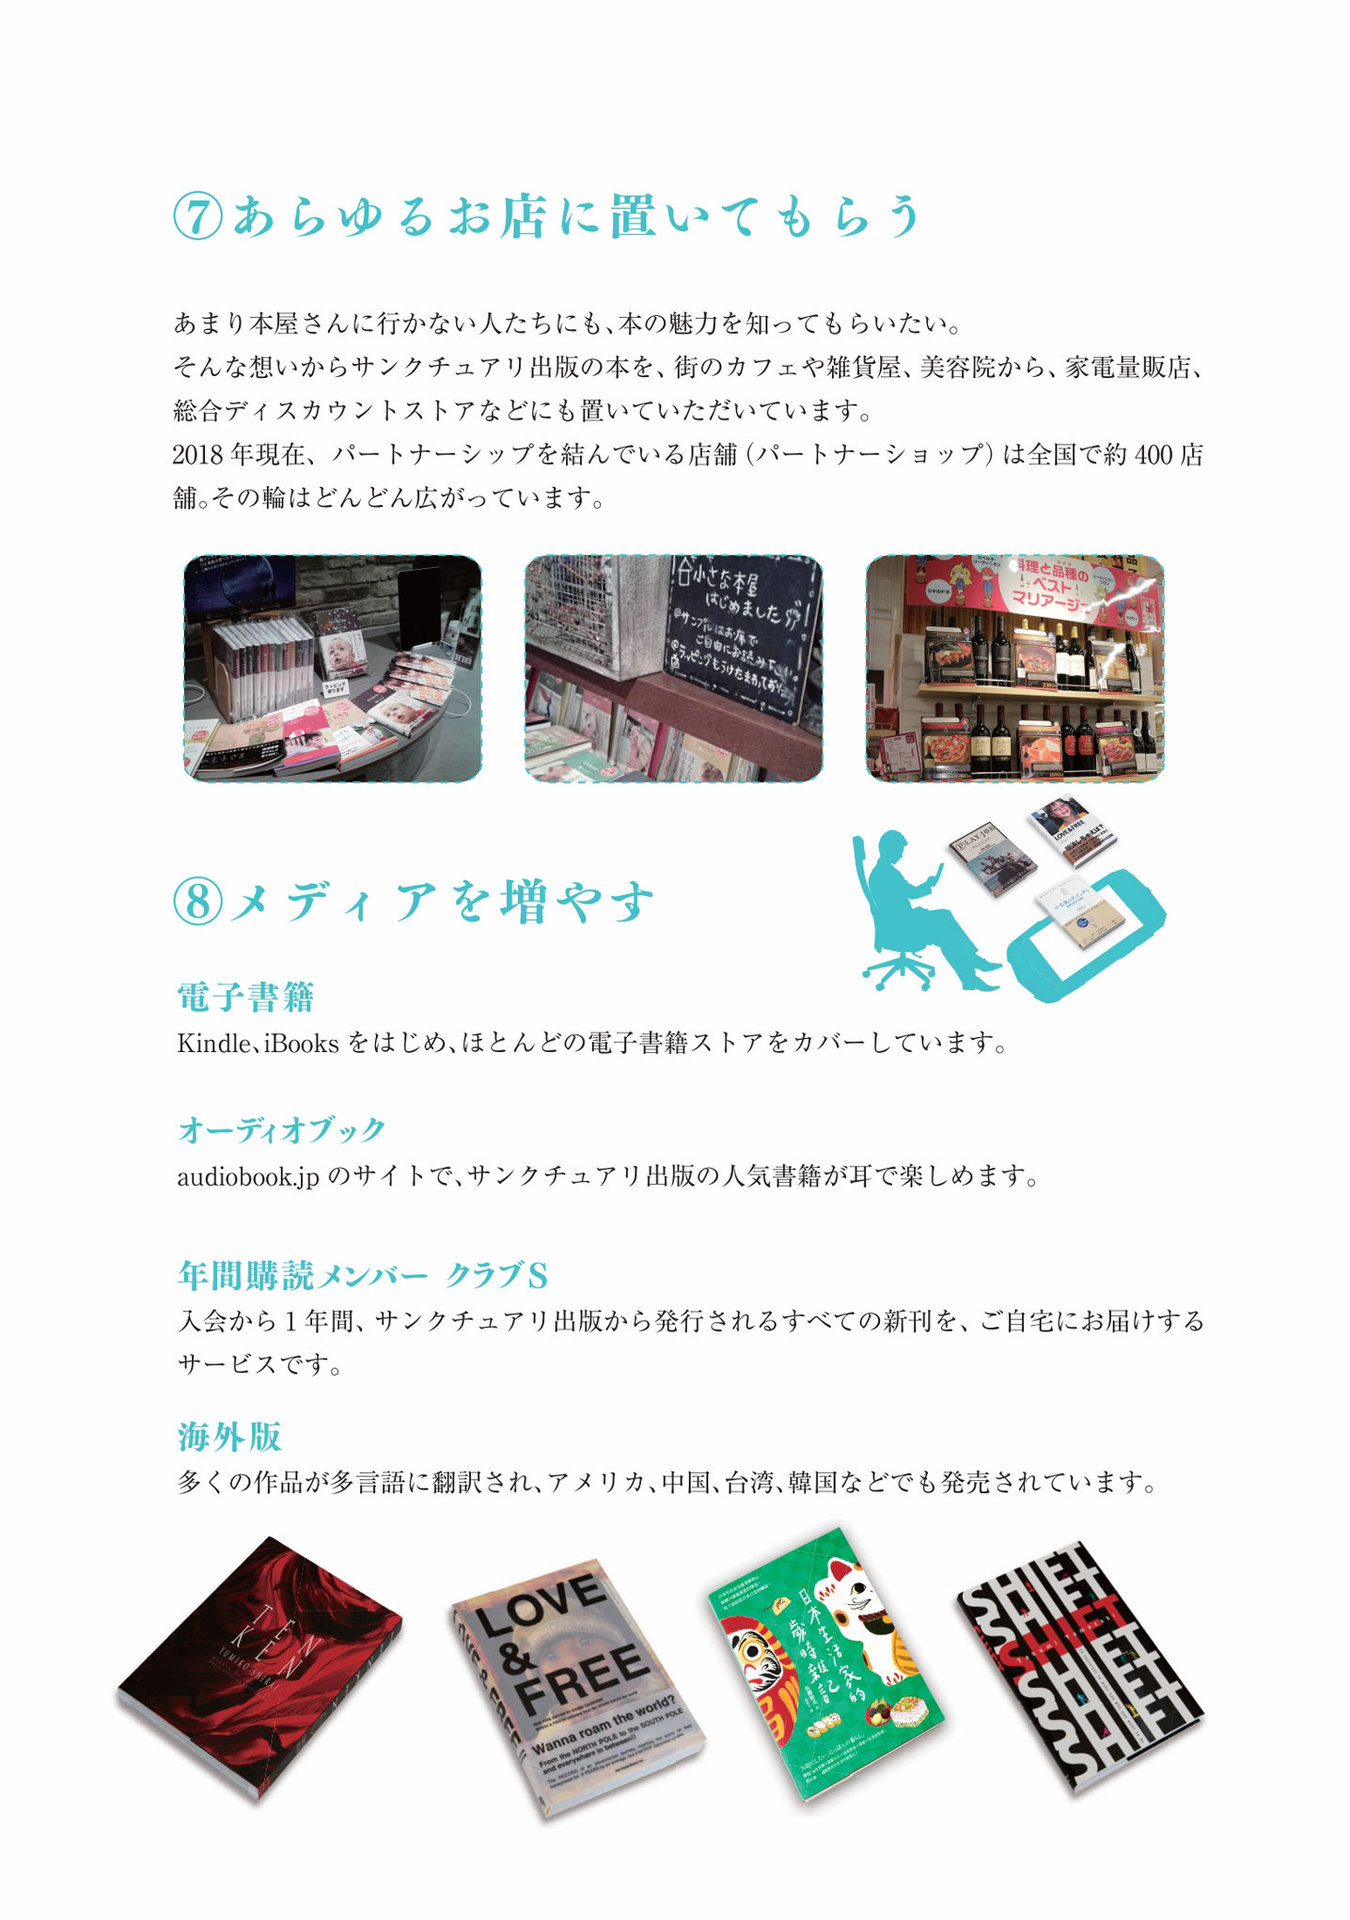 ⑦あらゆるお店に置いてもらう
あまり本屋さんに行かない人たちにも、本の魅力を知ってもらいたい。
そんな想いからサンクチュアリ出版の本を、街のカフェや雑貨屋、美容院から、家電量販店、
総合ディスカウントストアなどにも置いていただいています。
2018 年現在、パートナーシップを結んでいる店舗（パートナーショップ）は全国で約 400 店
舗。その輪はどんどん広がっています。
ラッピング
承ります
小さな本屋
はじめました
サンプルはお席で
ご自由にお読み下さい。
料理と品種の
ベスト
マリアージュ
⑧メディアを増やす
PLAY JOB
LOVE&FREE
電子書籍
Kindle、iBooks をはじめ、ほとんどの電子書籍ストアをカバーしています。
オーディオブック
audiobook.jp のサイトで、サンクチュアリ出版の人気書籍が耳で楽しめます。
年間購読メンバー クラブS
入会から 1 年間、サンクチュアリ出版から発行されるすべての新刊を、ご自宅にお届けする
サービスです。
海外版
多くの作品が多言語に翻訳され、アメリカ、中国、台湾、韓国などでも発売されています。
TEN
KEN
YUMIKO SHIRAI
LOVE
&
FREE
Wanna roam the world?
From the NORTH POLE to the SOUTH POLE
and everywhere in between!!
日本生活家的
歲時雜記
SHIFT
SHIFT
SHIFT
SHIFT